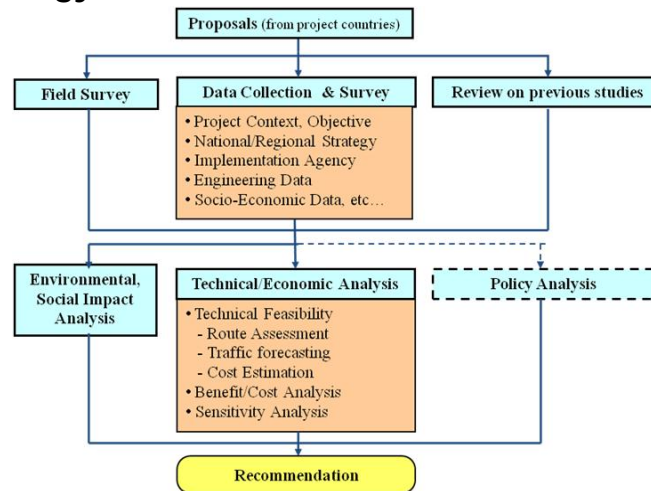 gy
Proposals (from project countries)
Field Survey
Data Collection & Survey
Review on previous studies
• Project Context, Objective
• National/Regional Strategy
• Implementation Agency
• Engineering Data
• Socio-Economic Data, etc…
Environmental,
Social Impact
Analysis
Technical/Economic Analysis
Policy Analysis
• Technical Feasibility
- Route Assessment
- Traffic forecasting
- Cost Estimation
• Benefit/Cost Analysis
• Sensitivity Analysis
Recommendation